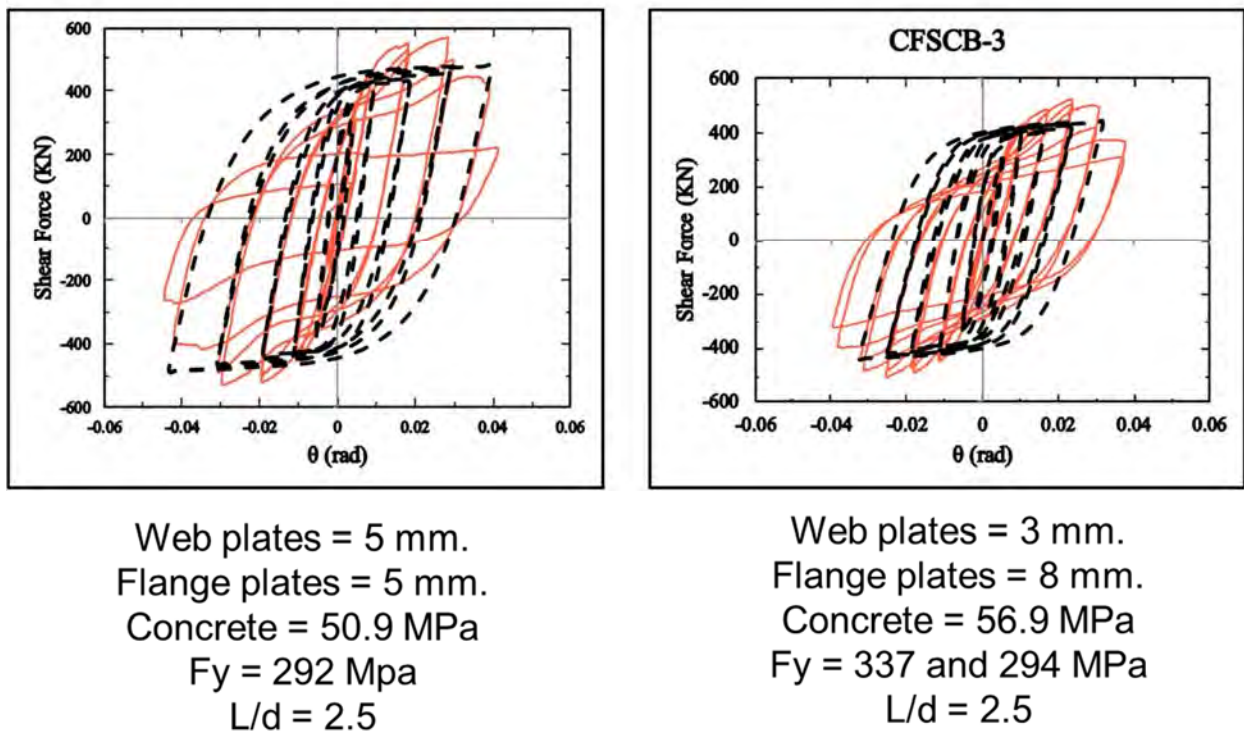 600
400
200
0
-200
-400
-600
Shear Force (KN)
-0.06 -0.04 -0.02 0 0.02 0.04 0.06
θ (rad)
Web plates = 5 mm.
Flange plates = 5 mm.
Concrete = 50.9 MPa
Fy = 292 Mpa
L/d = 2.5
CFSCB-3
600
400
200
0
-200
-400
-600
Shear Force (KN)
-0.06 -0.04 -0.02 0 0.02 0.04 0.06
θ (rad)
Web plates = 3 mm.
Flange plates = 8 mm.
Concrete = 56.9 MPa
Fy = 337 and 294 MPa
L/d = 2.5